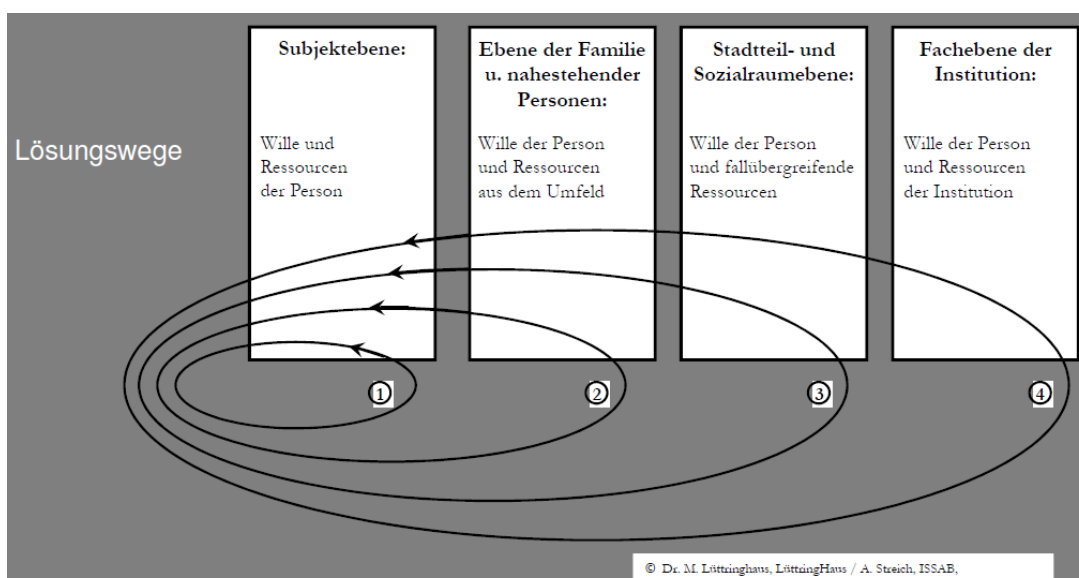 Subjektebene:
Wille und
Ressourcen
der Person
Ebene der Familie
u. nahestehender
Personen:
Wille der Person
und Ressourcen
aus dem Umfeld
Stadtteil- und
Sozialraumebene:
Wille der Person
und fallübergreifende
Ressourcen
Fachebene der
Institution:
Wille der Person
und Ressourcen
der Institution
Lösungswege
1
2
3
4
© Dr. M. Lüttringhaus, LüttringHaus / A. Streich, ISSAB,